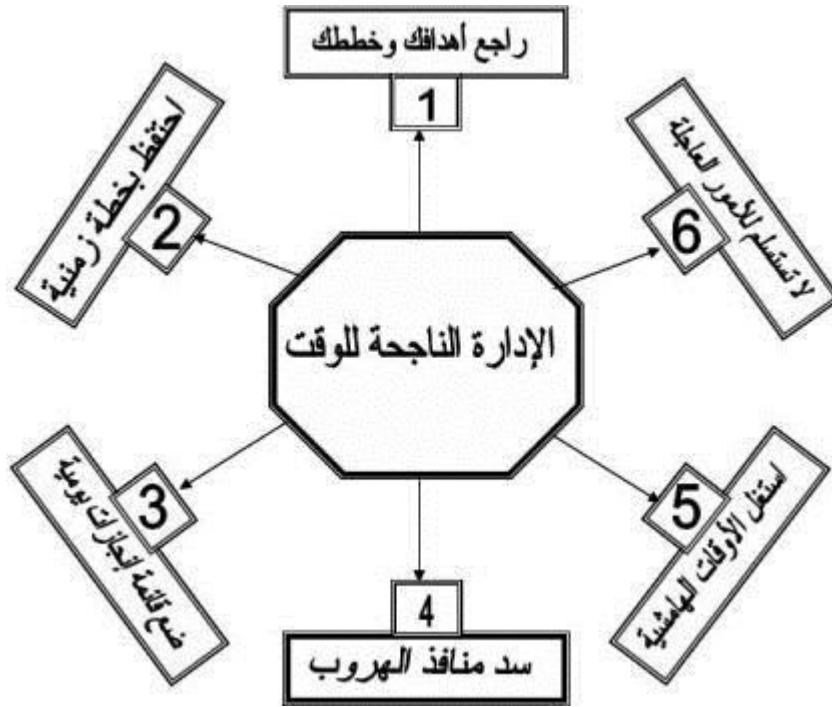 راجع أهدافك وخططك
1
احتفظ بخطة زمنية
2
لا تستسلم للأمور العاجلة
6
الإدارة الناجحة للوقت
3
ضع قائمة إنجازات يومية
5
استغل الأوقات الهامشية
4
سد منافذ الهروب